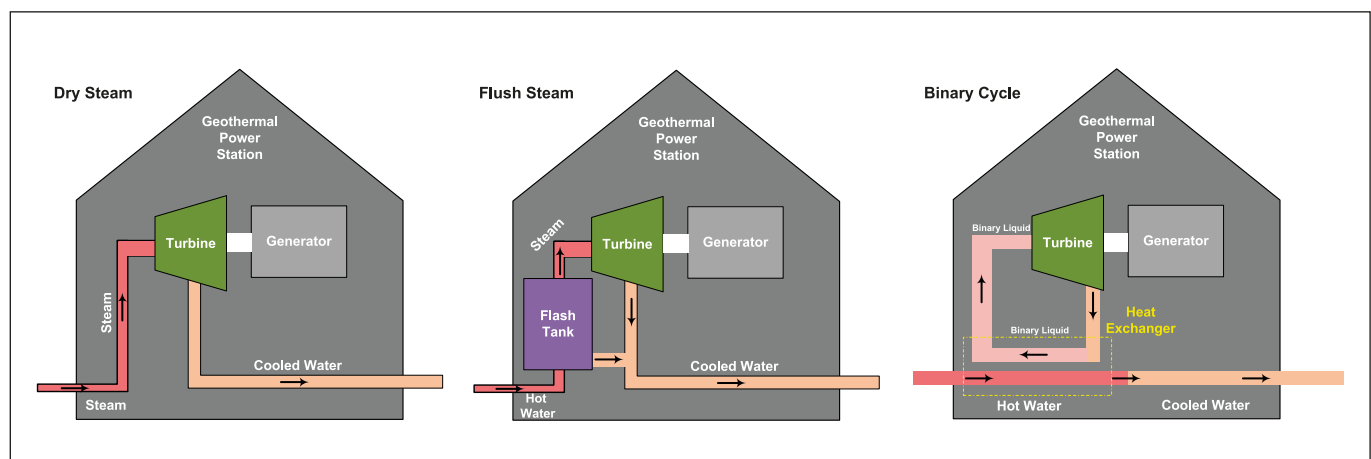 Dry Steam
Geothermal
Power
Station
Turbine
Generator
Steam
Cooled Water
Steam
Flush Steam
Geothermal
Power
Station
Steam
Turbine
Generator
Flash
Tank
Cooled Water
Hot
Water
Binary Cycle
Geothermal
Power
Station
Binary Liquid
Turbine
Generator
Heat
Exchanger
Binary Liquid
Hot Water
Cooled Water